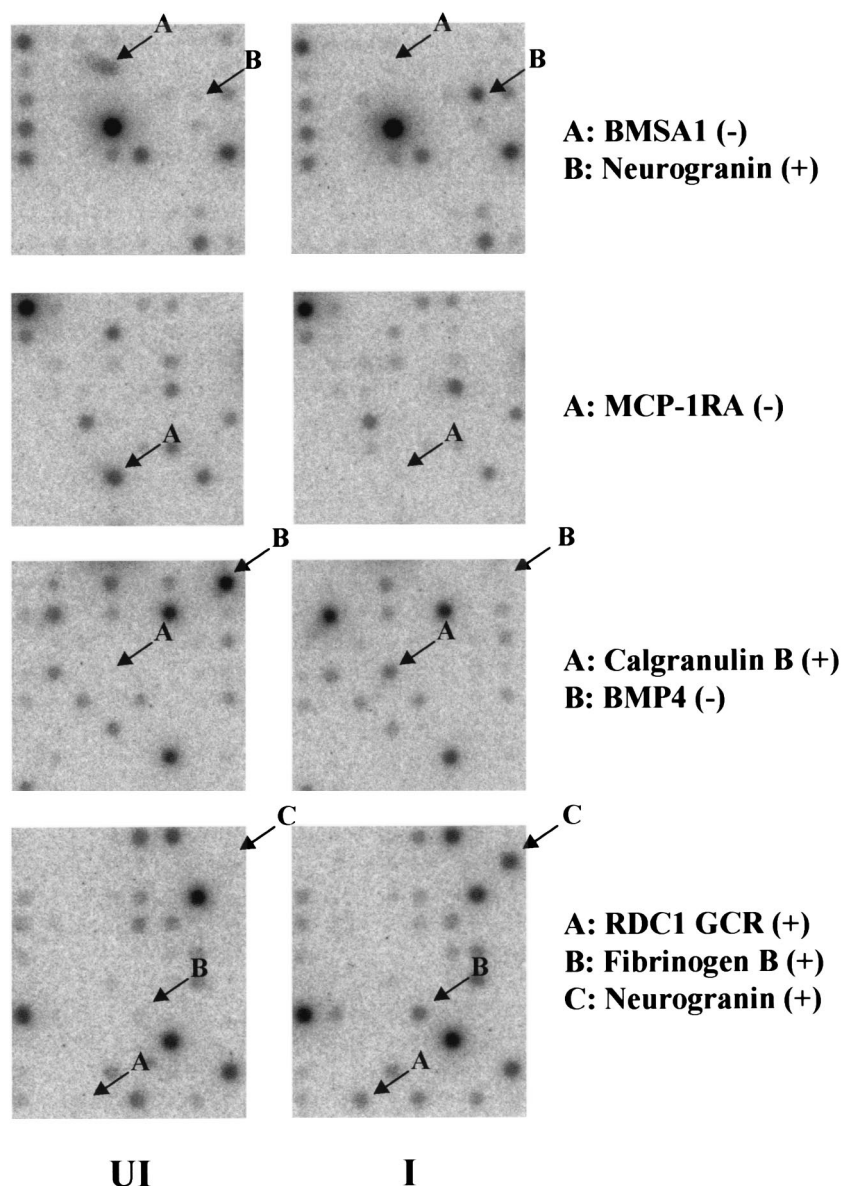 A
B
A
B
A: BMSA1 (-)
B: Neurogranin (+)
A
A
A: MCP-1RA (-)
B
A
B
A
A: Calgranulin B (+)
B: BMP4 (-)
C
B
A
C
B
A
A: RDC1 GCR (+)
B: Fibrinogen B (+)
C: Neurogranin (+)
UI
I